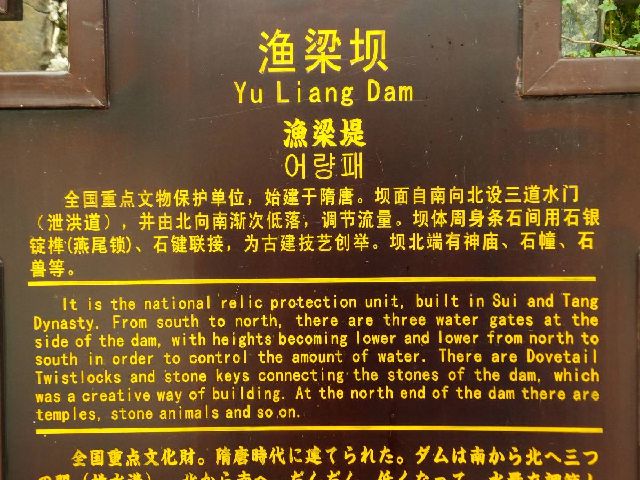 渔梁坝
Yu Liang Dam
漁梁堤
어량패
全国重点文物保护单位，始建于隋唐。坝面自南向北设三道水门
（泄洪道），并由北向南渐次低落，调节流量。坝体周身条石间用石银
锭榫(燕尾锁)、石键联接，为古建技艺创举。坝北端有神庙、石幢、石
兽等。
It is the national relic protection unit, built in Sui and Tang
Dynasty. From south to north, there are three water gates at the
side of the dam, with heights becoming lower and lower from north to
south in order to control the amount of water. There are Dovetail
Twistlocks and stone keys connecting the stones of the dam, which
was a creative way of building. At the north end of the dam there are
temples, stone animals and so on.
全国重点文化財。隋唐時代に建てられた。ダムは南から北へ三つ